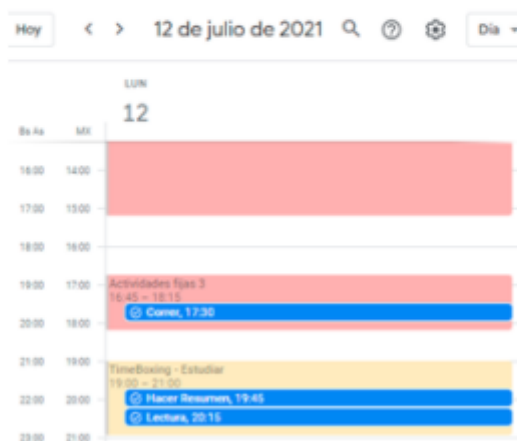 Hoy
12 de julio de 2021
Día
LUN
12
Bs As MX
16:00 14:00
17:00 15:00
18:00 16:00
19:00 17:00
Actividades fijas 3
16:45 – 18:15
Correr, 17:30
20:00 18:00
21:00 19:00
TimeBoxing - Estudiar
19:00 – 21:00
22:00 20:00
Hacer Resumen, 19:45
Lectura, 20:15
23:00 21:00